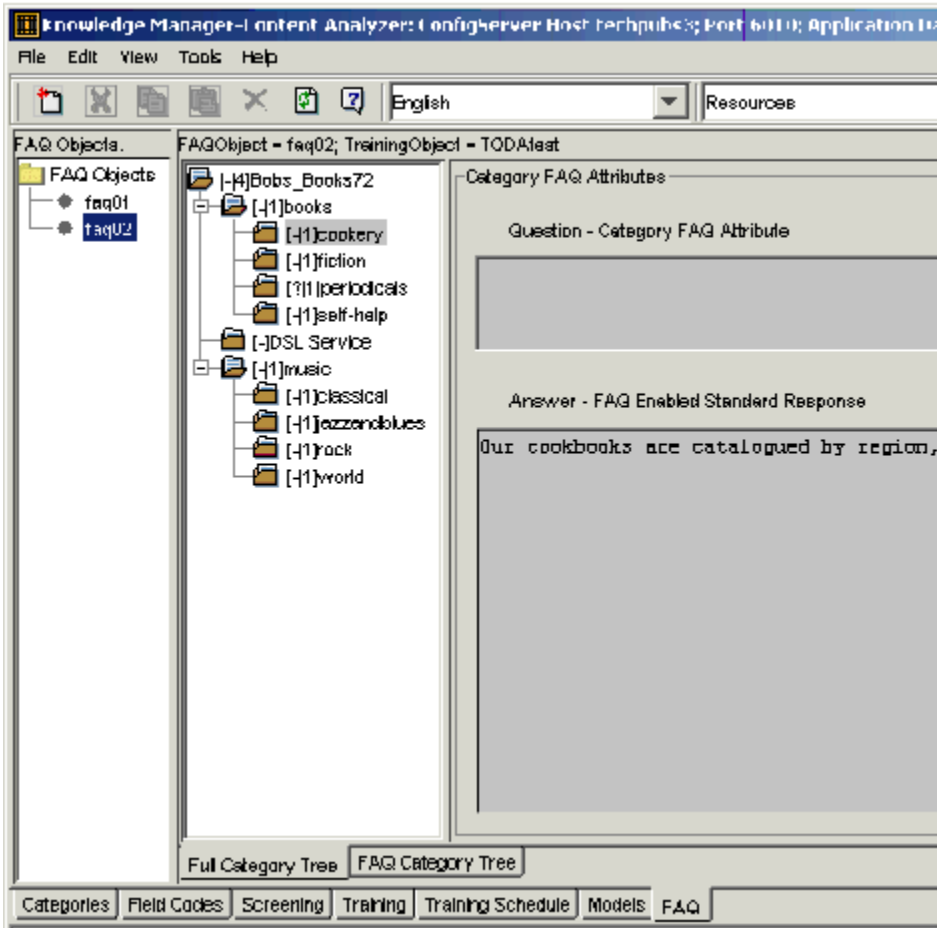 Knowledge Manager-Content Analyzer: ConfigServer Host techpubs3; Port 6010; Application
File Edit View Tools Help
English Resources
FAQ Objects. FAQObject = faq02; TrainingObject = TODAtest
FAQ Objects
faq01
faq02
[-|4]Bobs_Books72
[-|1]books
[-|1]cookery
[-|1]fiction
[?|1]periodicals
[-|1]self-help
[-]DSL Service
[-|1]music
[-|1]classical
[-|1]jazzandblues
[-|1]rock
[-|1]world
Category FAQ Attributes
Question - Category FAQ Attribute
Answer - FAQ Enabled Standard Response
Our cookbooks are catalogued by region,
Full Category Tree FAQ Category Tree
Categories Field Codes Screening Training Training Schedule Models FAQ